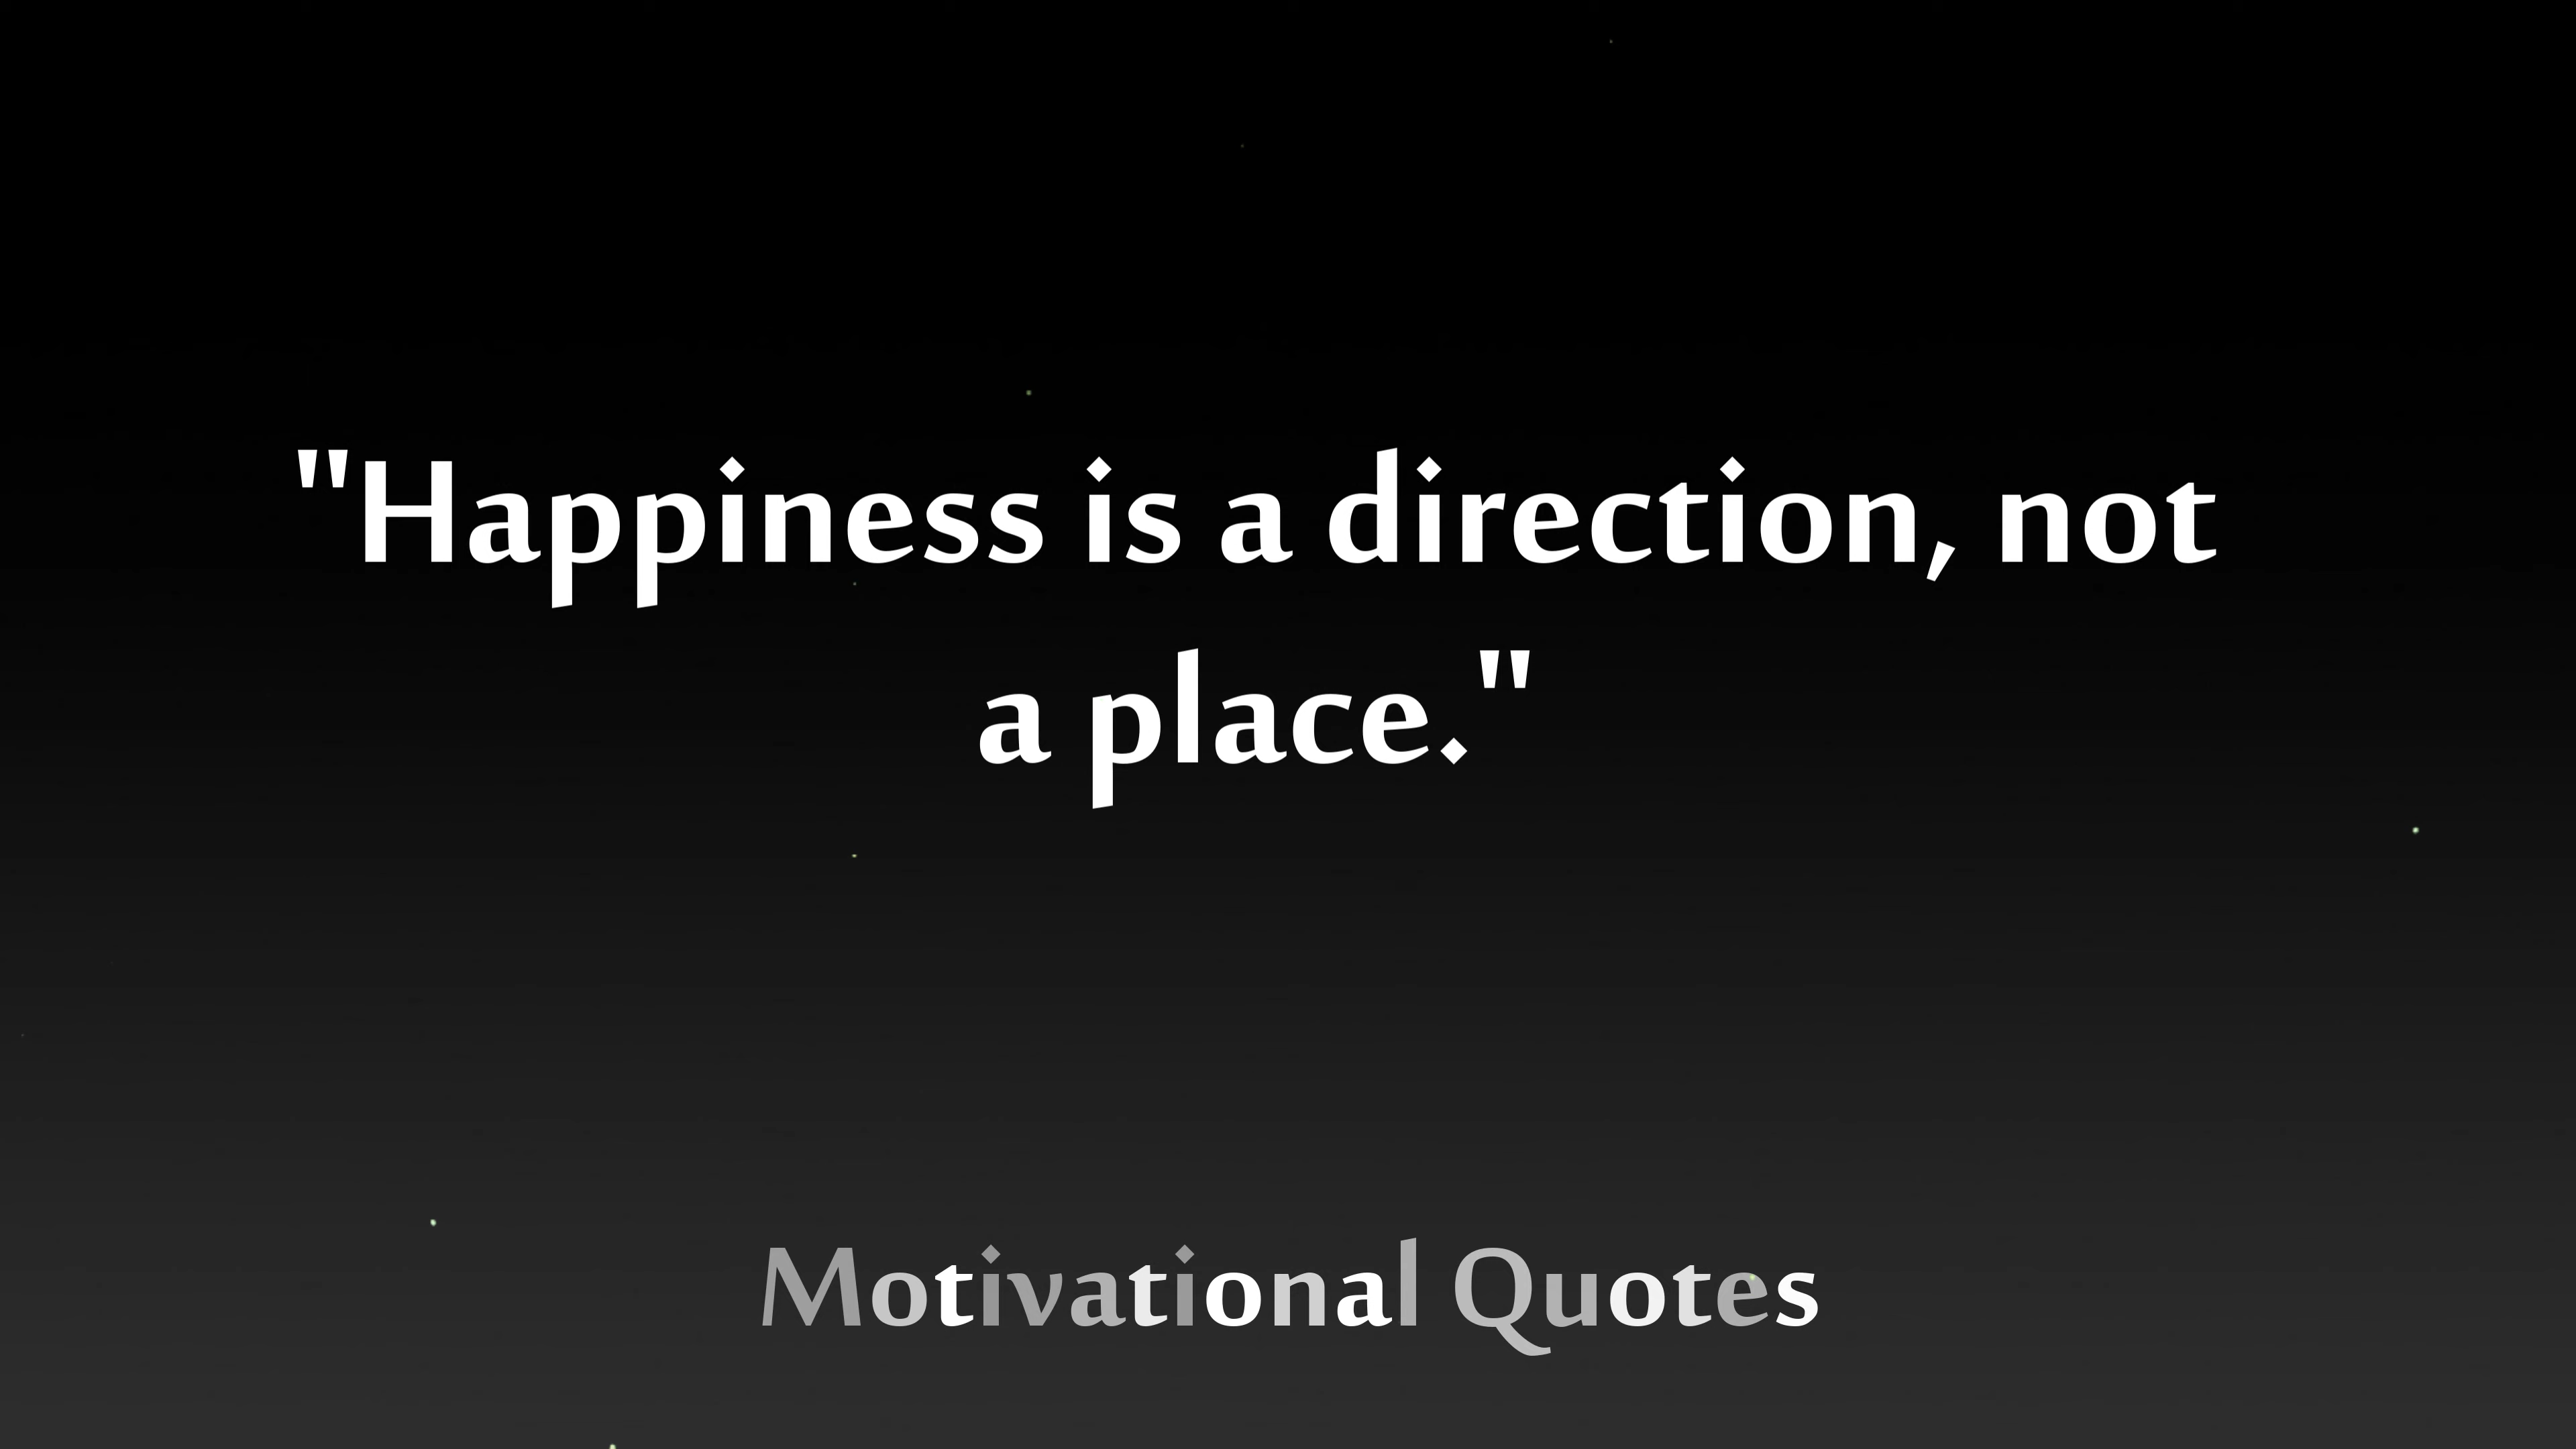 "Happiness is a direction, not
a place."
Motivational Quotes